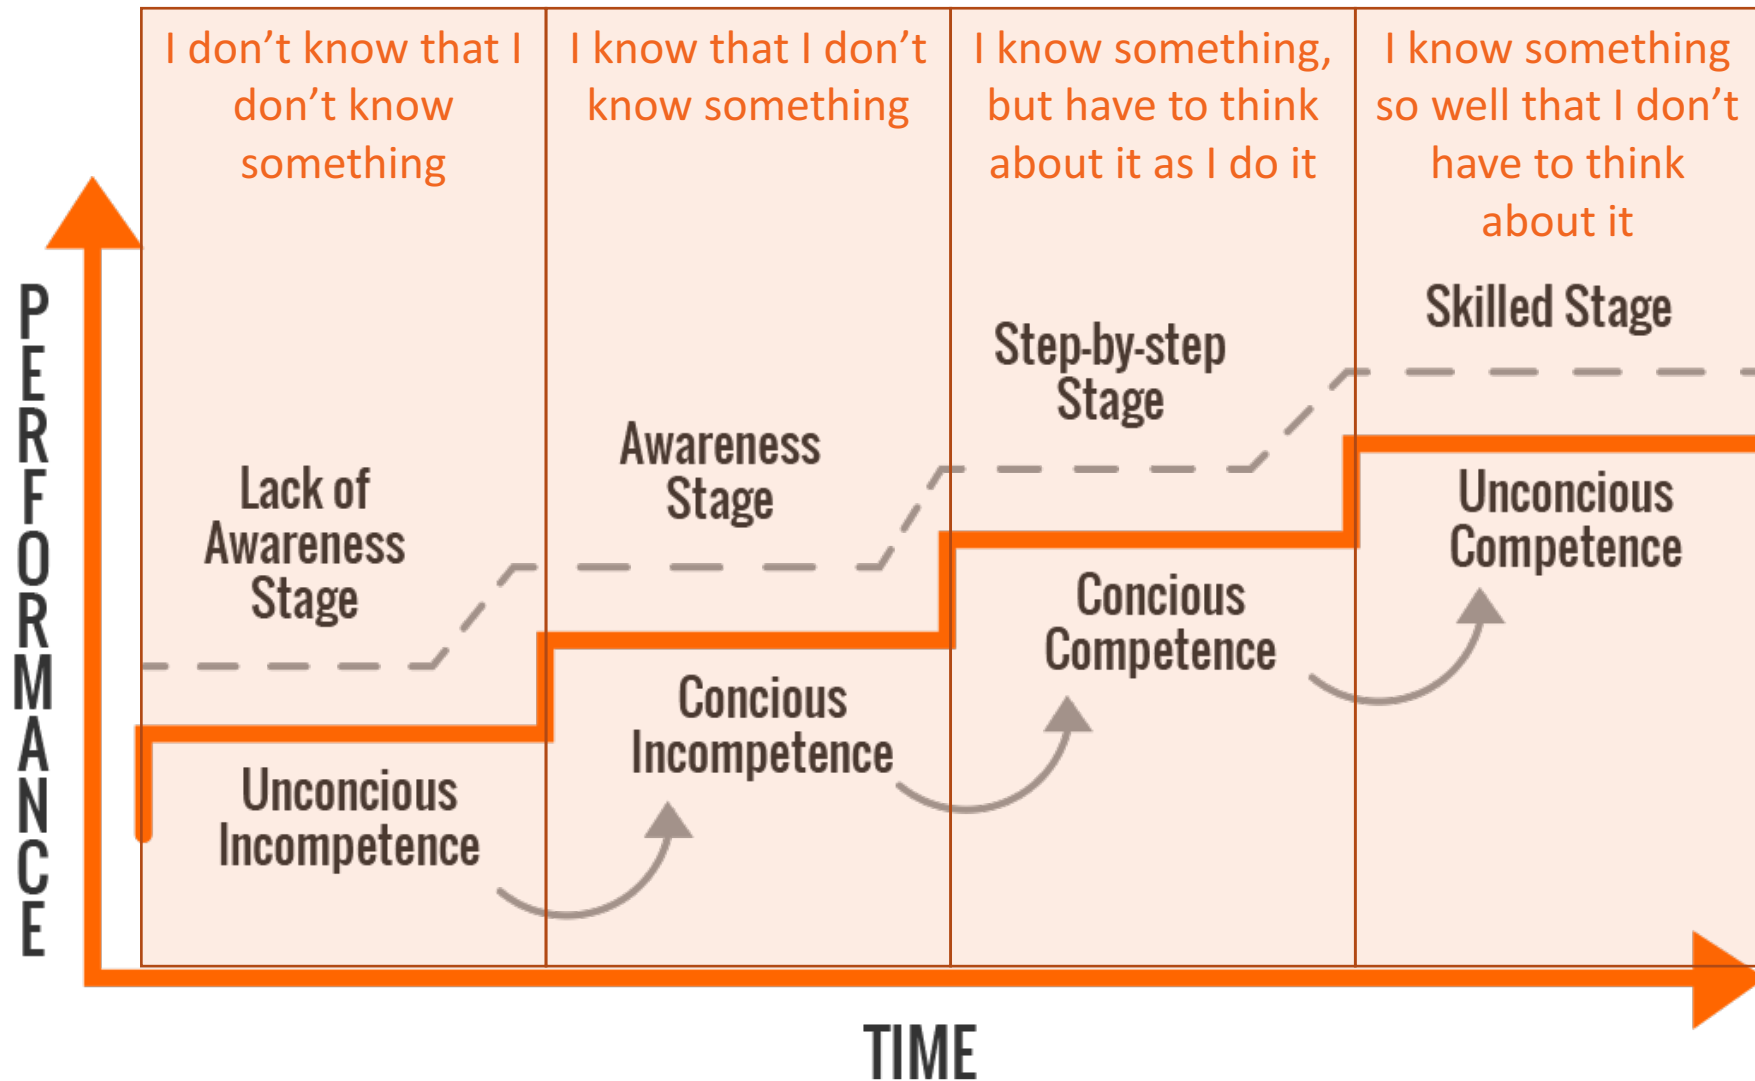 I don’t know that I
don’t know
something
I know that I don’t
know something
I know something,
but have to think
about it as I do it
I know something
so well that I don’t
have to think
about it
PERFORMANCE
Lack of
Awareness
Stage
Awareness
Stage
Step-by-step
Stage
Skilled Stage
Unconcious
Incompetence
Concious
Incompetence
Concious
Competence
Unconcious
Competence
TIME